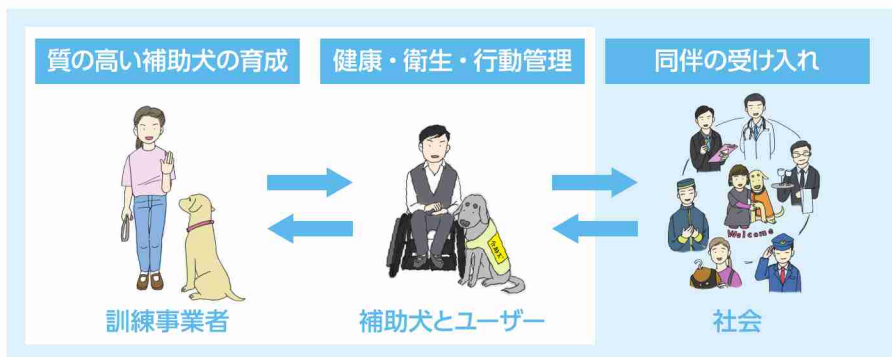 質の高い補助犬の育成
健康・衛生・行動管理
同伴の受け入れ
Welcome
訓練事業者
補助犬とユーザー
社会